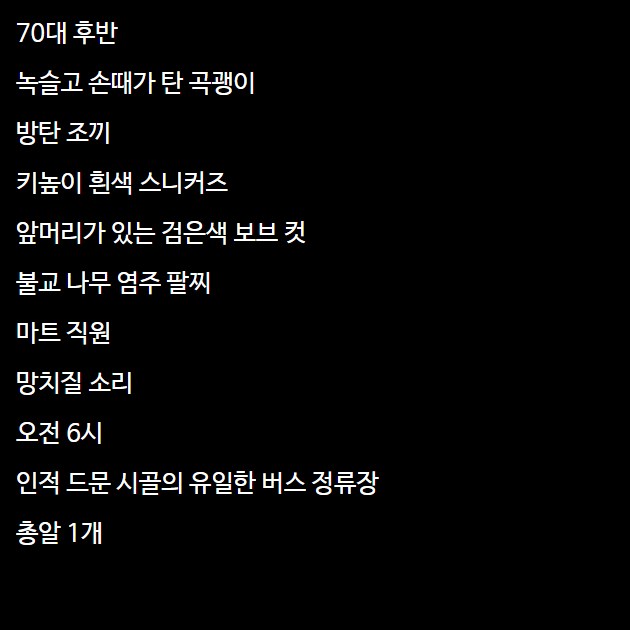 70대 후반
녹슬고 손때가 탄 곡괭이
방탄 조끼
키높이 흰색 스니커즈
앞머리가 있는 검은색 보브 컷
불교 나무 염주 팔찌
마트 직원
망치질 소리
오전 6시
인적 드문 시골의 유일한 버스 정류장
총알 1개